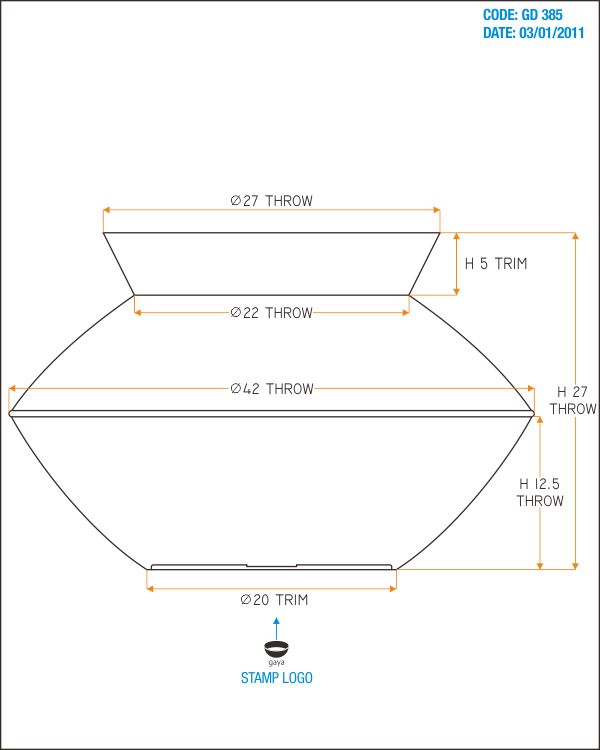 CODE: GD 385
DATE: 03/01/2011
Ø27 THROW
H 5 TRIM
Ø22 THROW
Ø42 THROW
H 27
THROW
H 12.5
THROW
Ø20 TRIM
gaya
STAMP LOGO